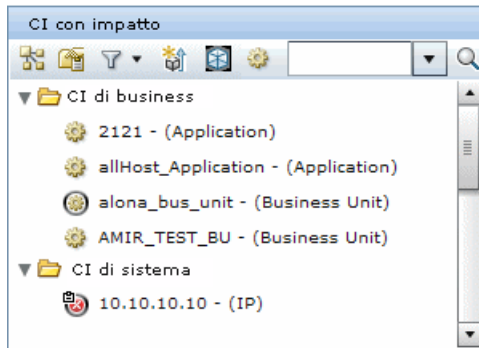 CI con impatto
CI di business
2121 - (Application)
allHost_Application - (Application)
alona_bus_unit - (Business Unit)
AMIR_TEST_BU - (Business Unit)
CI di sistema
10.10.10.10 - (IP)